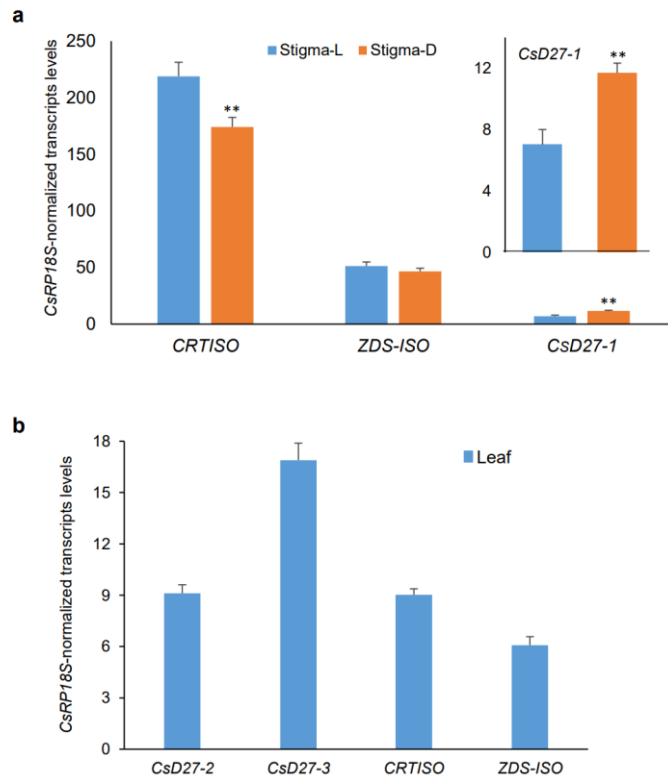 a
CsRP18S-normalized transcripts levels
250
200
150
100
50
0
Stigma-L
Stigma-D
**
**
CRTISO
ZDS-ISO
CsD27-1
CsD27-1
12
8
4
0
**
b
CsRP18S-normalized transcripts levels
18
15
12
9
6
3
0
Leaf
CsD27-2
CsD27-3
CRTISO
ZDS-ISO